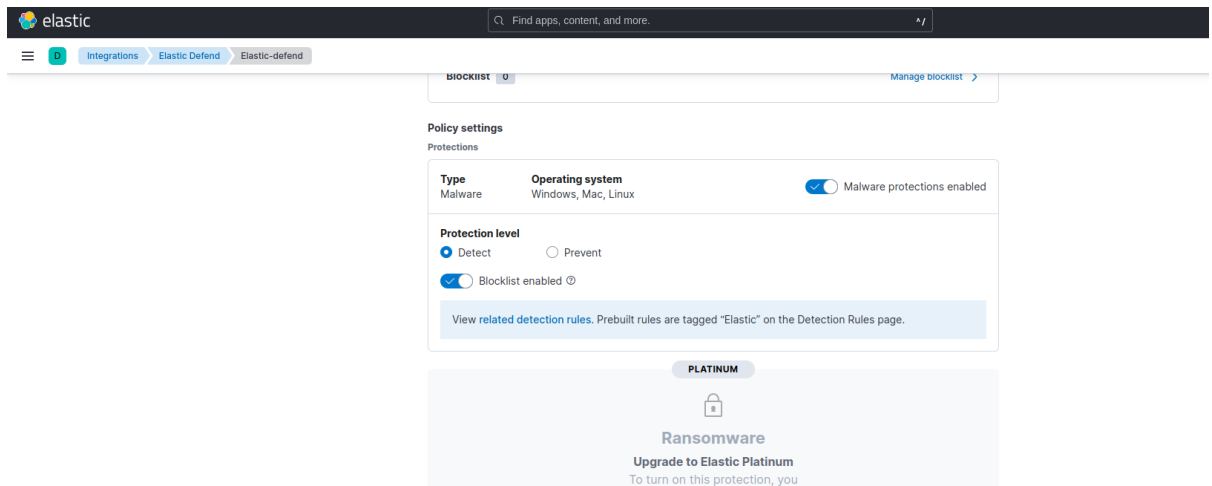 elastic
Find apps, content, and more.
^/
D
Integrations
Elastic Defend
Elastic-defend
Blocklist 0
Manage blocklist
Policy settings
Protections
Type
Malware
Operating system
Windows, Mac, Linux
Malware protections enabled
Protection level
Detect
Prevent
Blocklist enabled
View related detection rules. Prebuilt rules are tagged “Elastic” on the Detection Rules page.
PLATINUM
Ransomware
Upgrade to Elastic Platinum
To turn on this protection, you